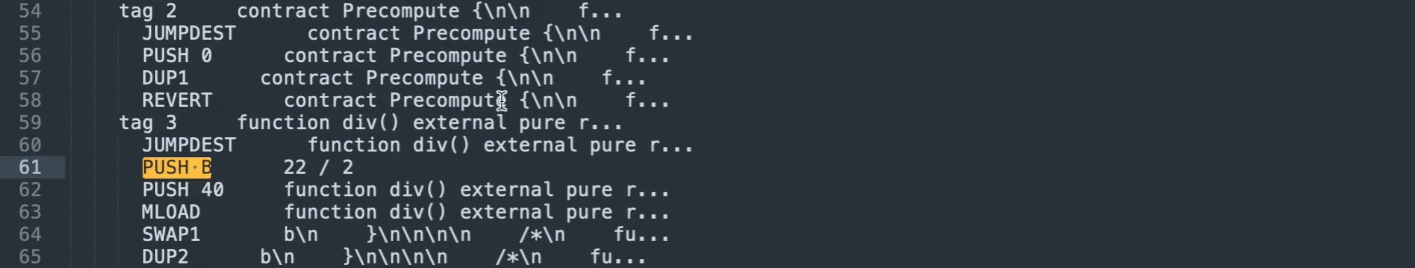 54 tag 2 contract Precompute {\n\n f...
55 JUMPDEST contract Precompute {\n\n f...
56 PUSH 0 contract Precompute {\n\n f...
57 DUP1 contract Precompute {\n\n f...
58 REVERT contract Precompute {\n\n f...
59 tag 3 function div() external pure r...
60 JUMPDEST function div() external pure r...
61 PUSH·B 22 / 2
62 PUSH 40 function div() external pure r...
63 MLOAD function div() external pure r...
64 SWAP1 b\n }\n\n\n\n /*\n fu...
65 DUP2 b\n }\n\n\n\n /*\n fu...